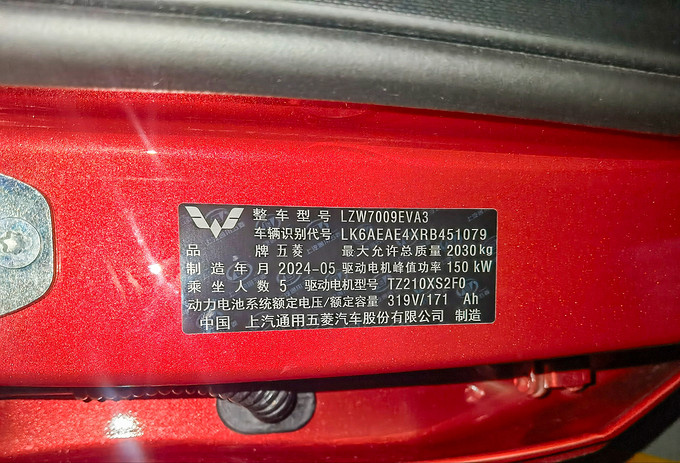 整车型号 LZW7009EVA3
车辆识别代号 LK6AEAE4XRB451079
品牌 五菱 最大允许总质量 2030kg
制造年月 2024-05 驱动电机峰值功率 150 kW
乘坐人数 5 驱动电机型号 TZ210XS2F0
动力电池系统额定电压/额定容量 319V/171 Ah
中国 上汽通用五菱汽车股份有限公司 制造